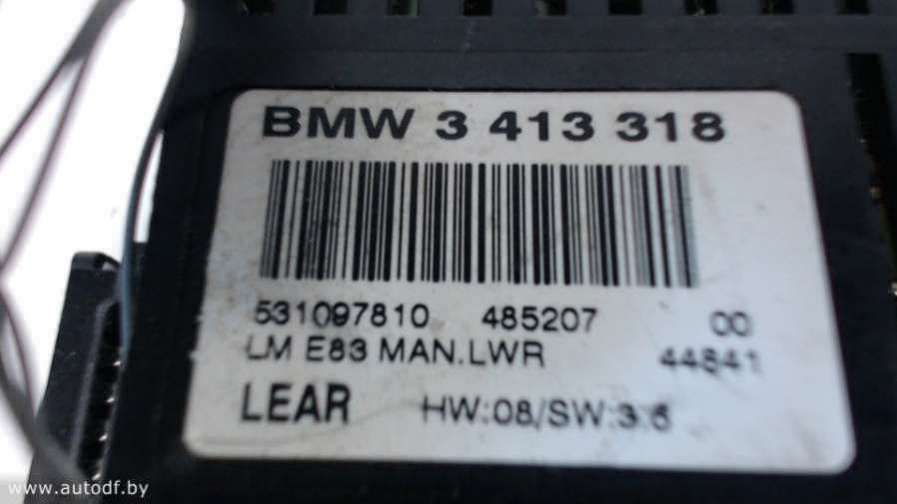 BMW 3 413 318
531097810 485207 00
LM E83 MAN.LWR 44841
LEAR HW:08/SW:3.6
www.autodf.by